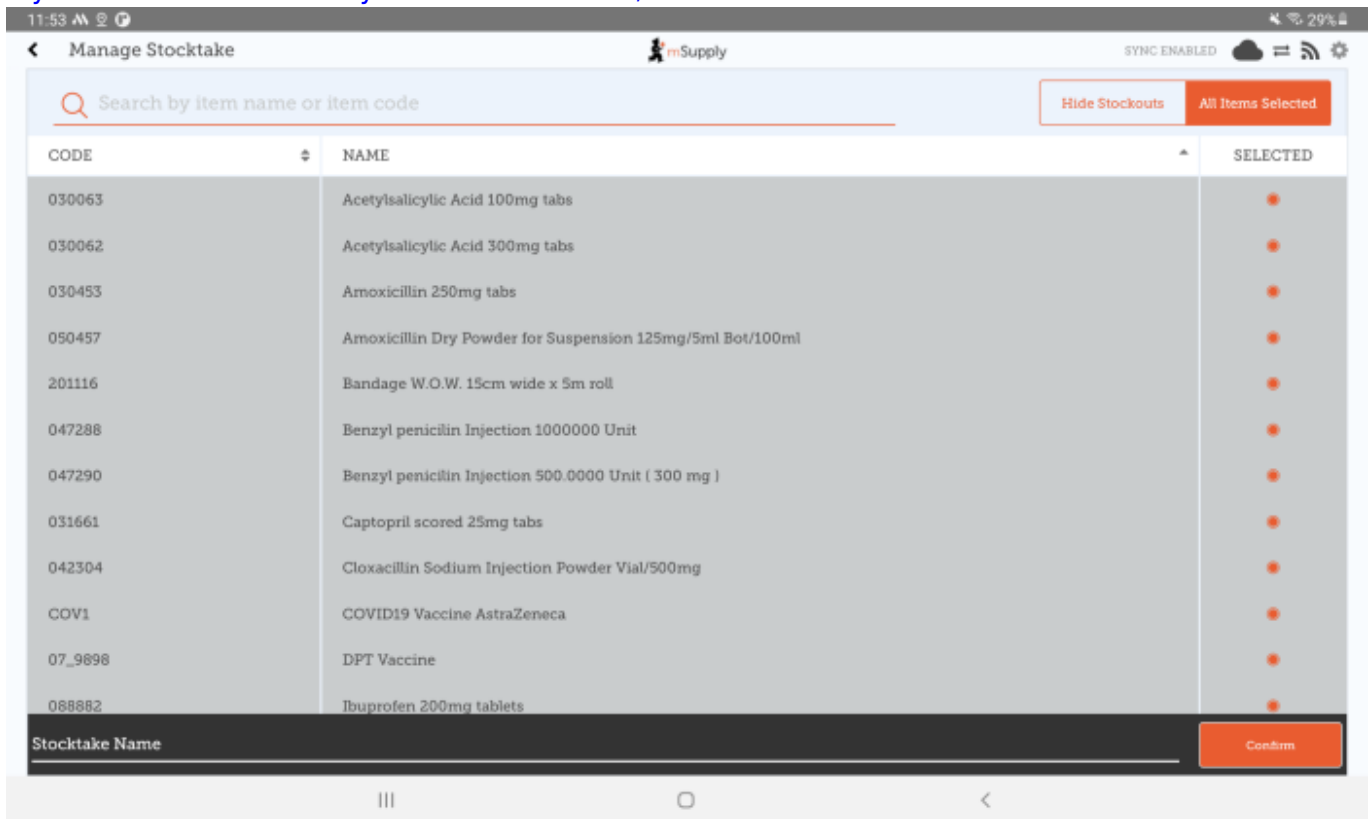 11:53 29%
Manage Stocktake mSupply SYNC ENABLED
Search by item name or item code Hide Stockouts All Items Selected
CODE NAME SELECTED
030063 Acetylsalicylic Acid 100mg tabs
030062 Acetylsalicylic Acid 300mg tabs
030453 Amoxicillin 250mg tabs
050457 Amoxicillin Dry Powder for Suspension 125mg/5ml Bot/100ml
201116 Bandage W.O.W. 15cm wide x 5m roll
047288 Benzyl penicilin Injection 1000000 Unit
047290 Benzyl penicilin Injection 500.0000 Unit ( 300 mg )
031661 Captopril scored 25mg tabs
042304 Cloxacillin Sodium Injection Powder Vial/500mg
COV1 COVID19 Vaccine AstraZeneca
07_9898 DPT Vaccine
088882 Ibuprofen 200mg tablets
Stocktake Name Confirm